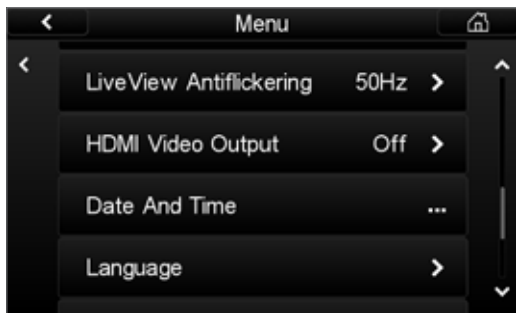 Menu
LiveView Antiflickering 50Hz
HDMI Video Output Off
Date And Time ...
Language